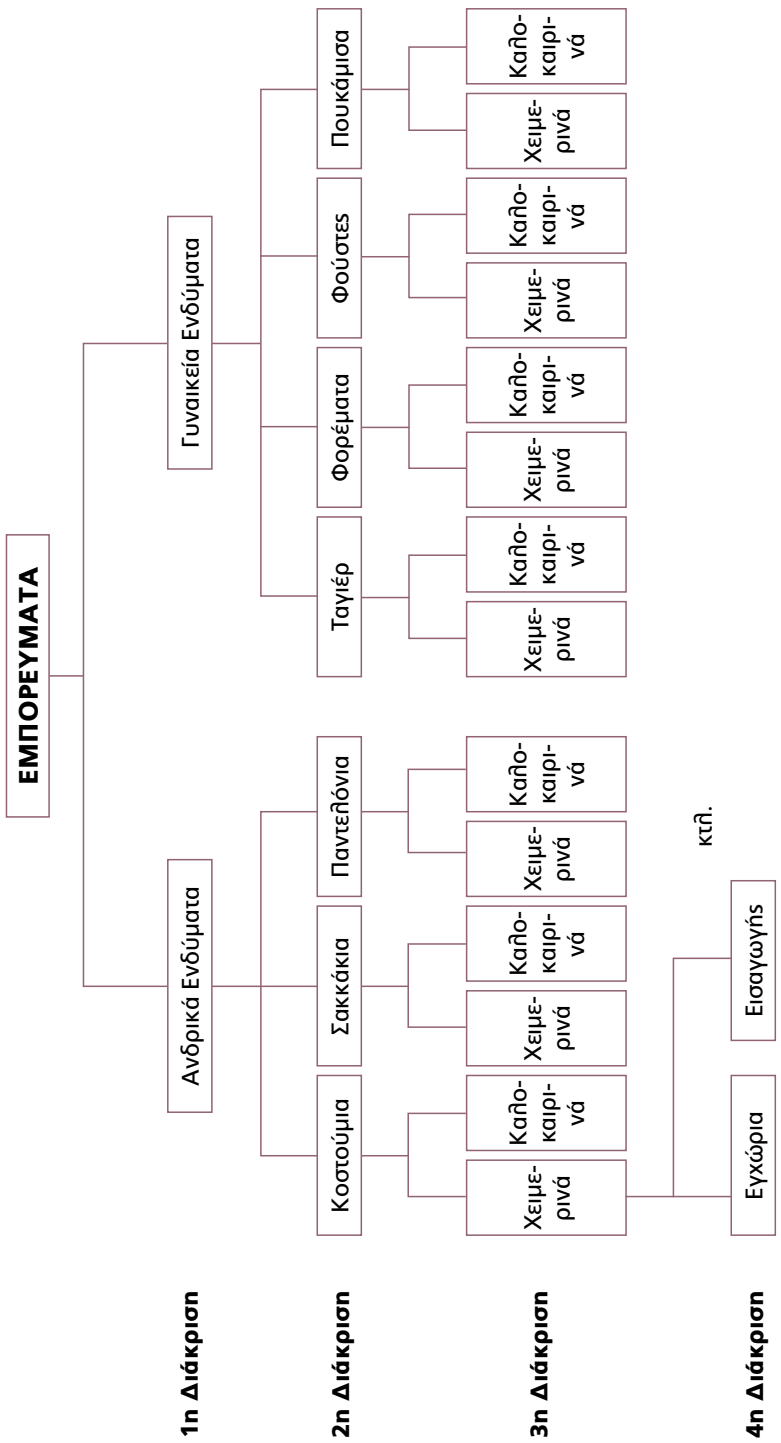 ΕΜΠΟΡΕΥΜΑΤΑ
1η Διάκριση
Ανδρικά Ενδύματα
Γυναικεία Ενδύματα
2η Διάκριση
Κοστούμια
Σακκάκια
Παντελόνια
Ταγιέρ
Φορέματα
Φούστες
Πουκάμισα
3η Διάκριση
Χειμε-
ρινά
Καλο-
καιρι-
νά
Χειμε-
ρινά
Καλο-
καιρι-
νά
Χειμε-
ρινά
Καλο-
καιρι-
νά
Χειμε-
ρινά
Καλο-
καιρι-
νά
Χειμε-
ρινά
Καλο-
καιρι-
νά
Χειμε-
ρινά
Καλο-
καιρι-
νά
Χειμε-
ρινά
Καλο-
καιρι-
νά
4η Διάκριση
Εγχώρια
Εισαγωγής
κτλ.